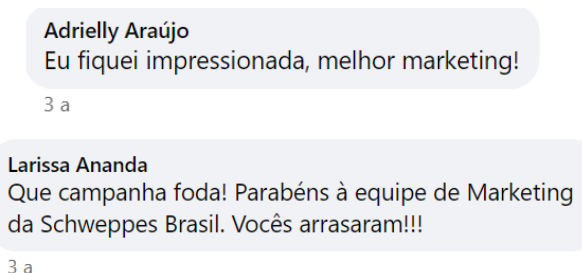 Adrielly Araújo
Eu fiquei impressionada, melhor marketing!
3 a
Larissa Ananda
Que campanha foda! Parabéns à equipe de Marketing
da Schweppes Brasil. Vocês arrasaram!!!
3 a